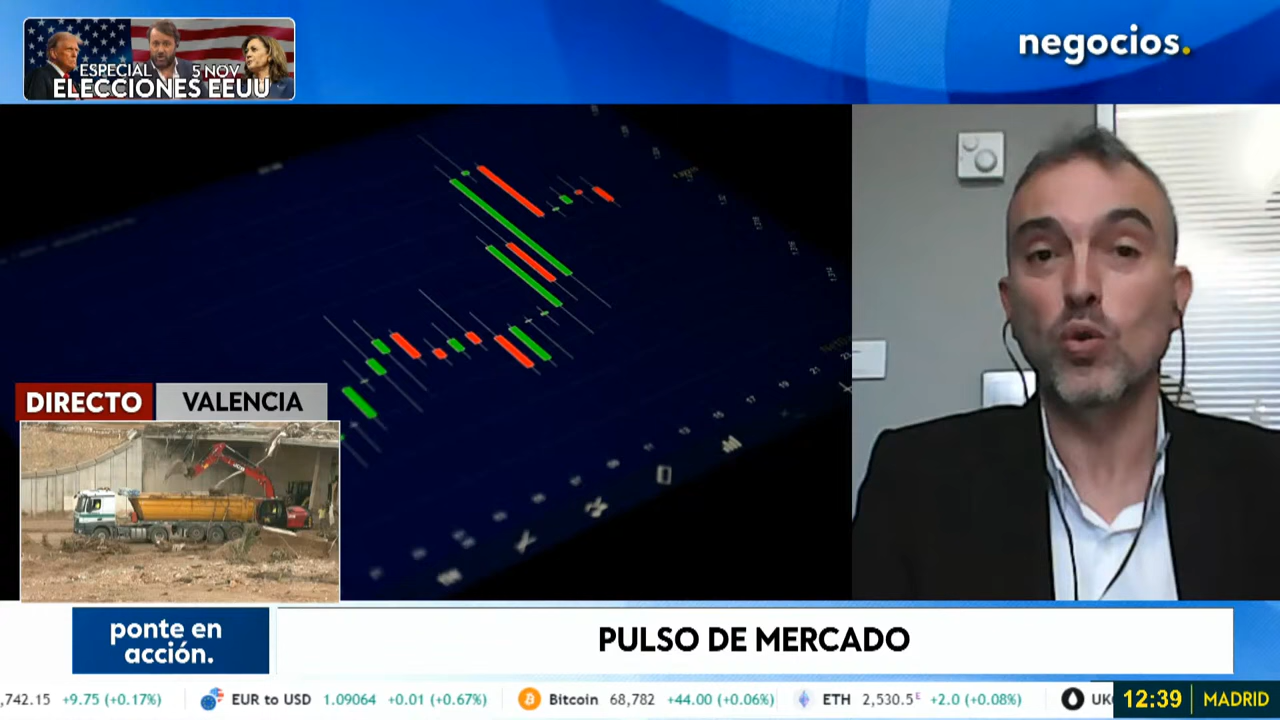 ESPECIAL 5 NOV
ELECCIONES EEUU
negocios.
DIRECTO VALENCIA
ponte en
acción.
PULSO DE MERCADO
,742.15 +9.75 (+0.17%) EUR to USD 1.09064 +0.01 (+0.67%) Bitcoin 68,782 +44.00 (+0.06%) ETH 2,530.5E +2.0 (+0.08%) 12:39 MADRID